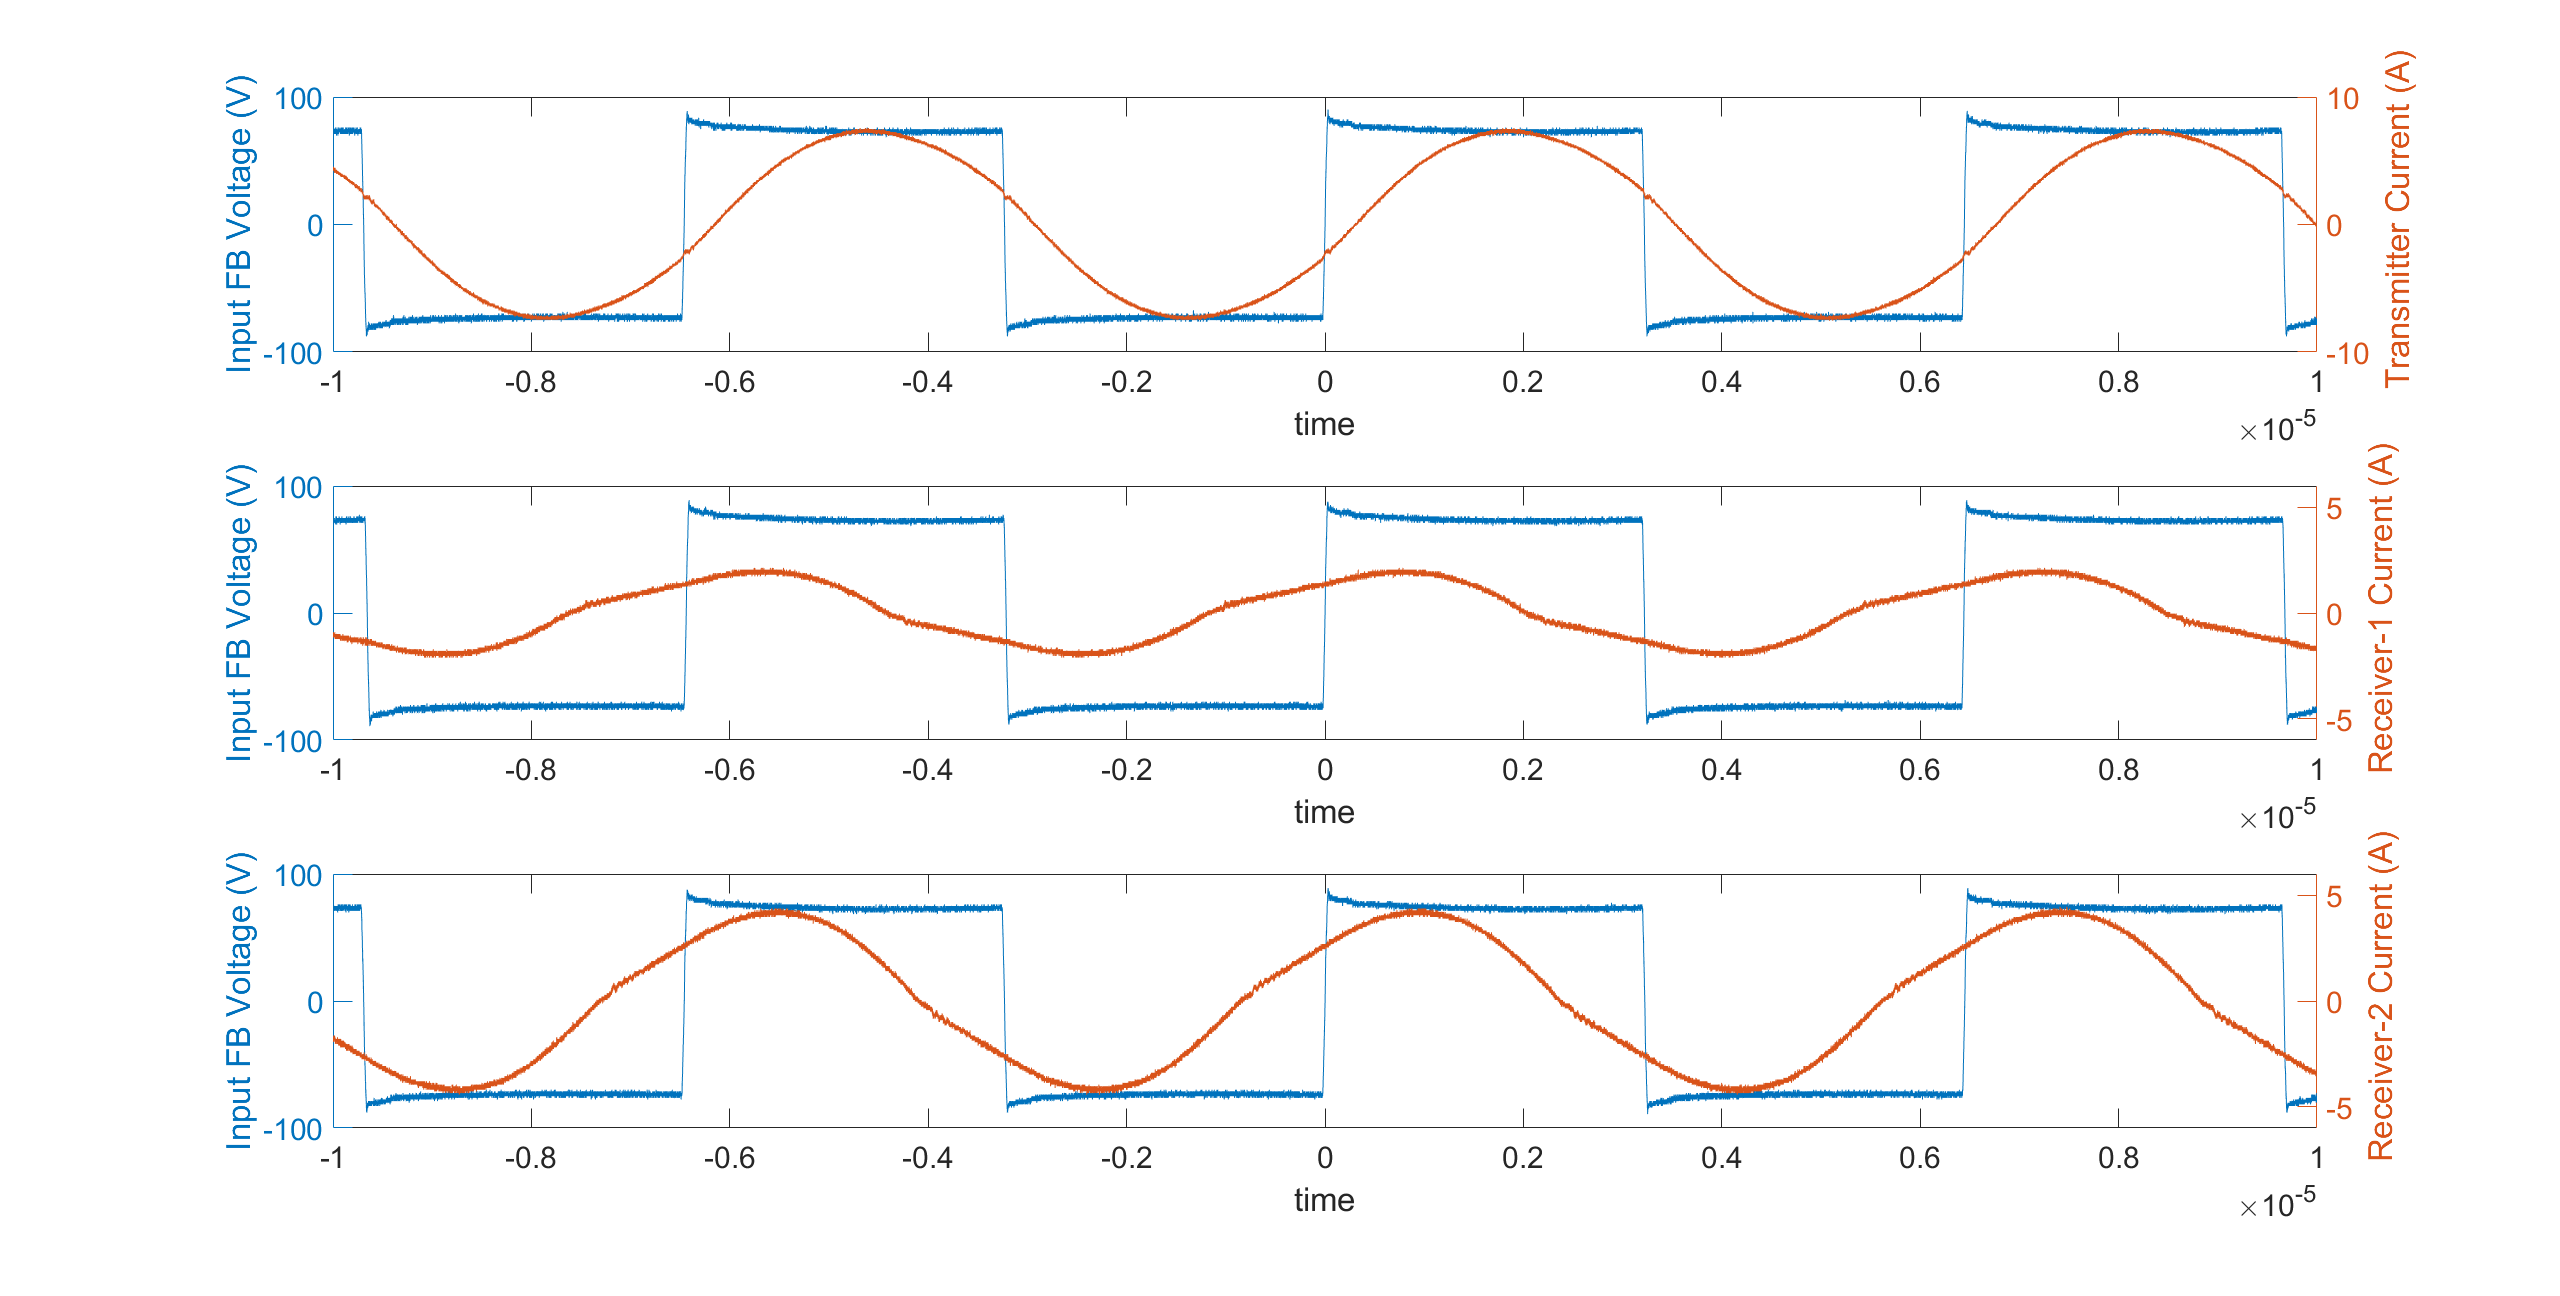 Input FB Voltage (V)
100
0
-100
Transmitter Current (A)
10
0
-10
-1 -0.8 -0.6 -0.4 -0.2 0 0.2 0.4 0.6 0.8 1
time
×10-5
Input FB Voltage (V)
100
0
-100
Receiver-1 Current (A)
5
0
-5
-1 -0.8 -0.6 -0.4 -0.2 0 0.2 0.4 0.6 0.8 1
time
×10-5
Input FB Voltage (V)
100
0
-100
Receiver-2 Current (A)
5
0
-5
-1 -0.8 -0.6 -0.4 -0.2 0 0.2 0.4 0.6 0.8 1
time
×10-5